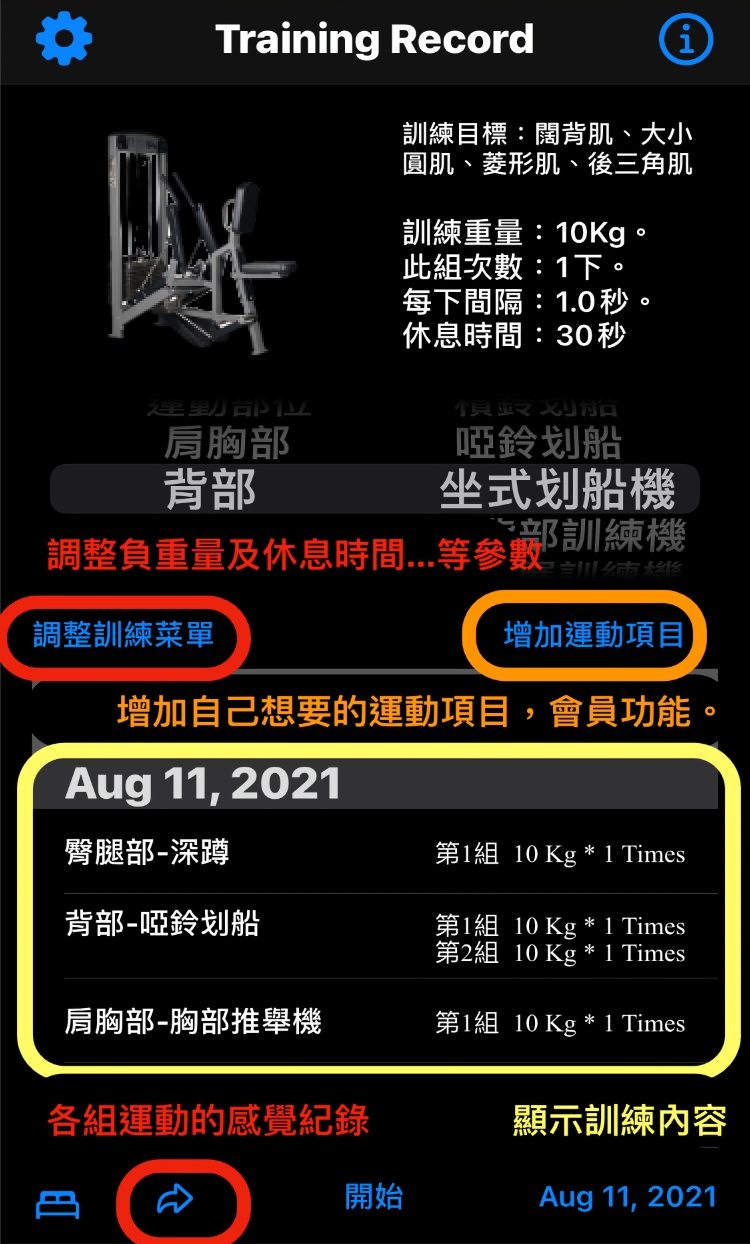 Training Record
訓練目標：闊背肌、大小
圓肌、菱形肌、後三角肌
訓練重量：10Kg。
此組次數：1下。
每下間隔：1.0秒。
休息時間：30秒
運動部位
槓鈴划船
肩胸部
啞鈴划船
背部
坐式划船機
部訓練機
調整負重量及休息時間...等參數
調整訓練菜單
增加運動項目
增加自己想要的運動項目，會員功能。
Aug 11, 2021
臀腿部-深蹲
第1組 10 Kg * 1 Times
背部-啞鈴划船
第1組 10 Kg * 1 Times
第2組 10 Kg * 1 Times
肩胸部-胸部推舉機
第1組 10 Kg * 1 Times
各組運動的感覺紀錄
顯示訓練內容
開始
Aug 11, 2021